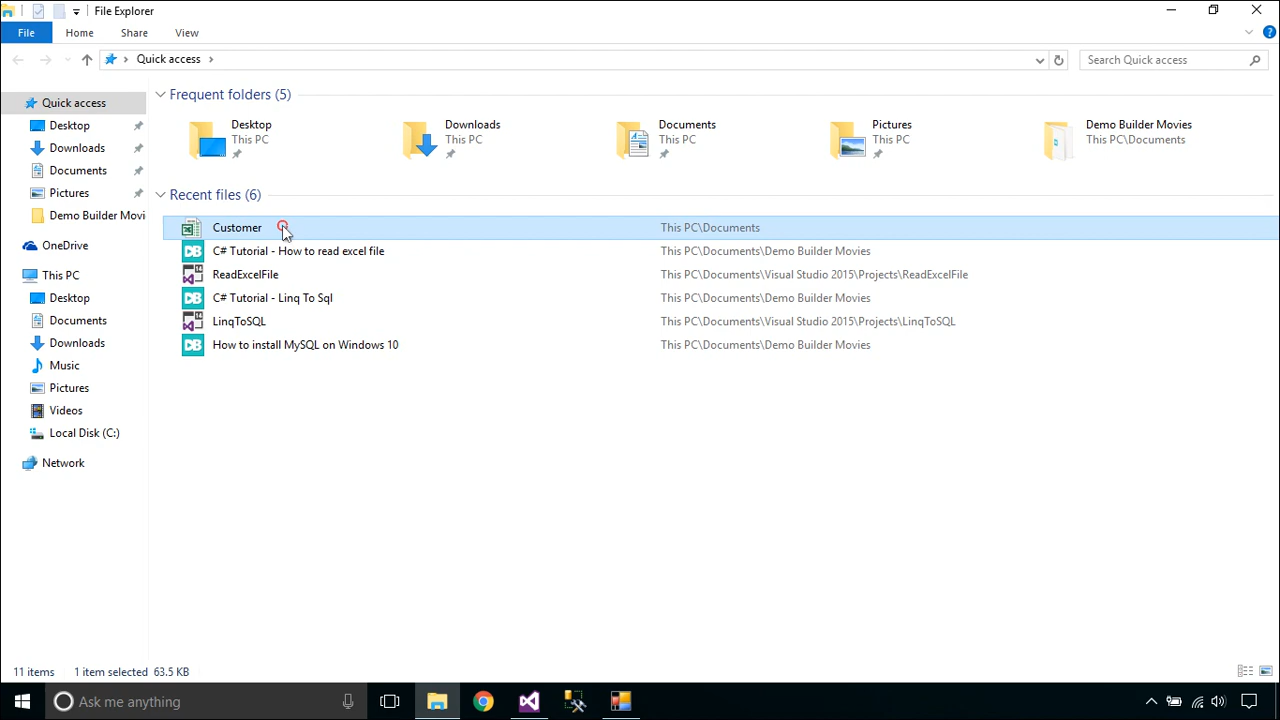 File Explorer
File Home Share View
Quick access
Search Quick access
Quick access
Desktop
Downloads
Documents
Pictures
Demo Builder Movi
OneDrive
This PC
Desktop
Documents
Downloads
Music
Pictures
Videos
Local Disk (C:)
Network
Frequent folders (5)
Desktop
This PC
Downloads
This PC
Documents
This PC
Pictures
This PC
Demo Builder Movies
This PC\Documents
Recent files (6)
Customer This PC\Documents
C# Tutorial - How to read excel file This PC\Documents\Demo Builder Movies
ReadExcelFile This PC\Documents\Visual Studio 2015\Projects\ReadExcelFile
C# Tutorial - Linq To Sql This PC\Documents\Demo Builder Movies
LinqToSQL This PC\Documents\Visual Studio 2015\Projects\LinqToSQL
How to install MySQL on Windows 10 This PC\Documents\Demo Builder Movies
11 items 1 item selected 63.5 KB
Ask me anything